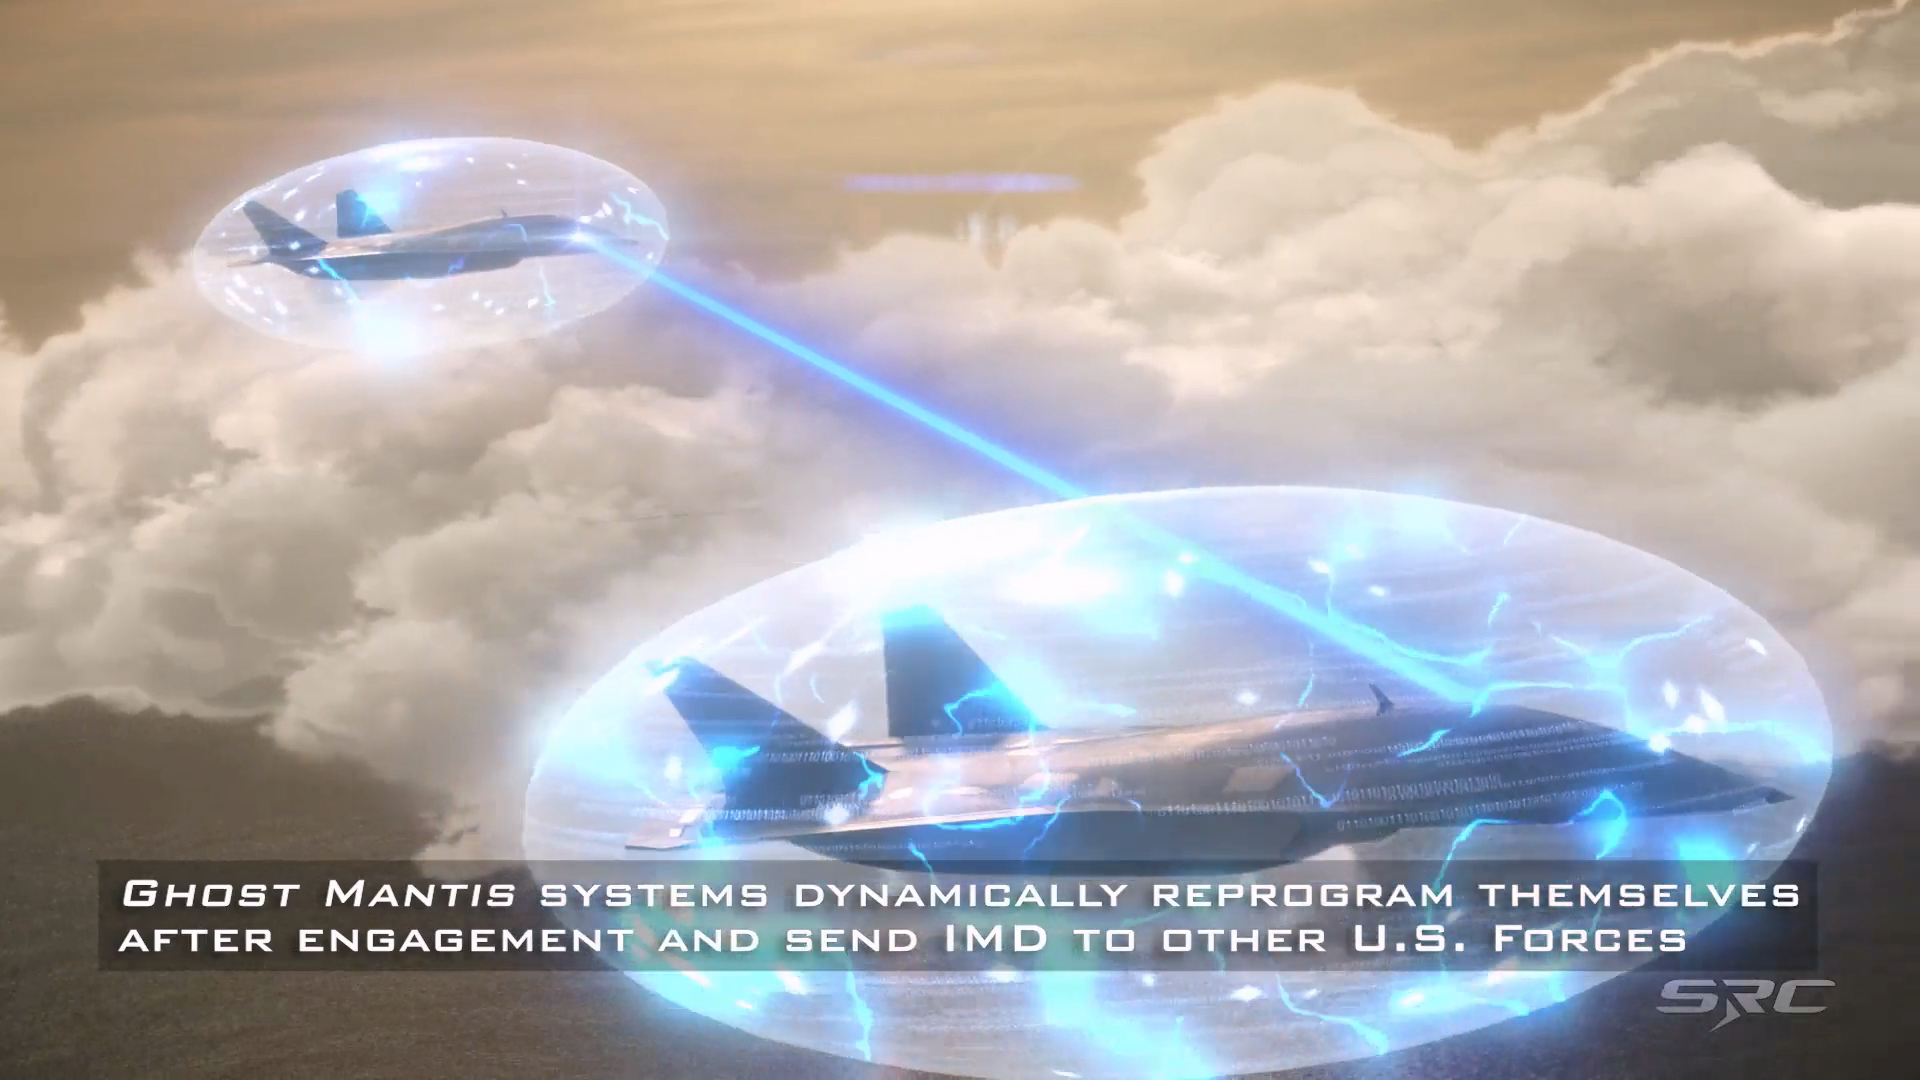 Ghost Mantis systems dynamically reprogram themselves
after engagement and send IMD to other U.S. Forces
SRC